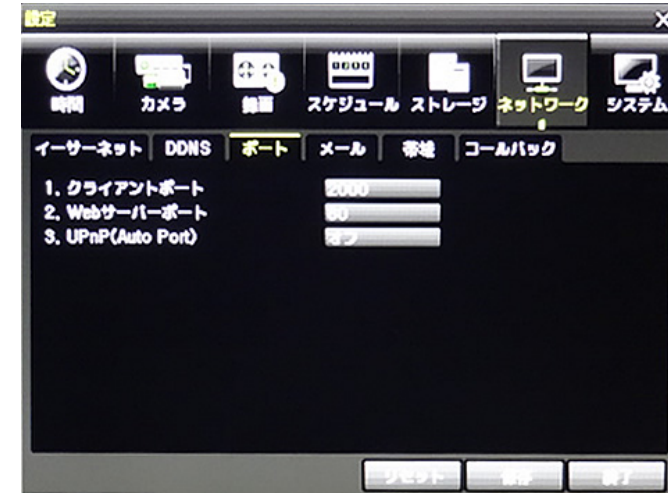 設定
時間 カメラ 録画 スケジュール ストレージ ネットワーク システム
イーサーネット DDNS ポート メール 帯域 コールバック
1. クライアントポート 2000
2. Webサーバーポート 80
3. UPnP(Auto Port) オフ
リセット 保存 終了